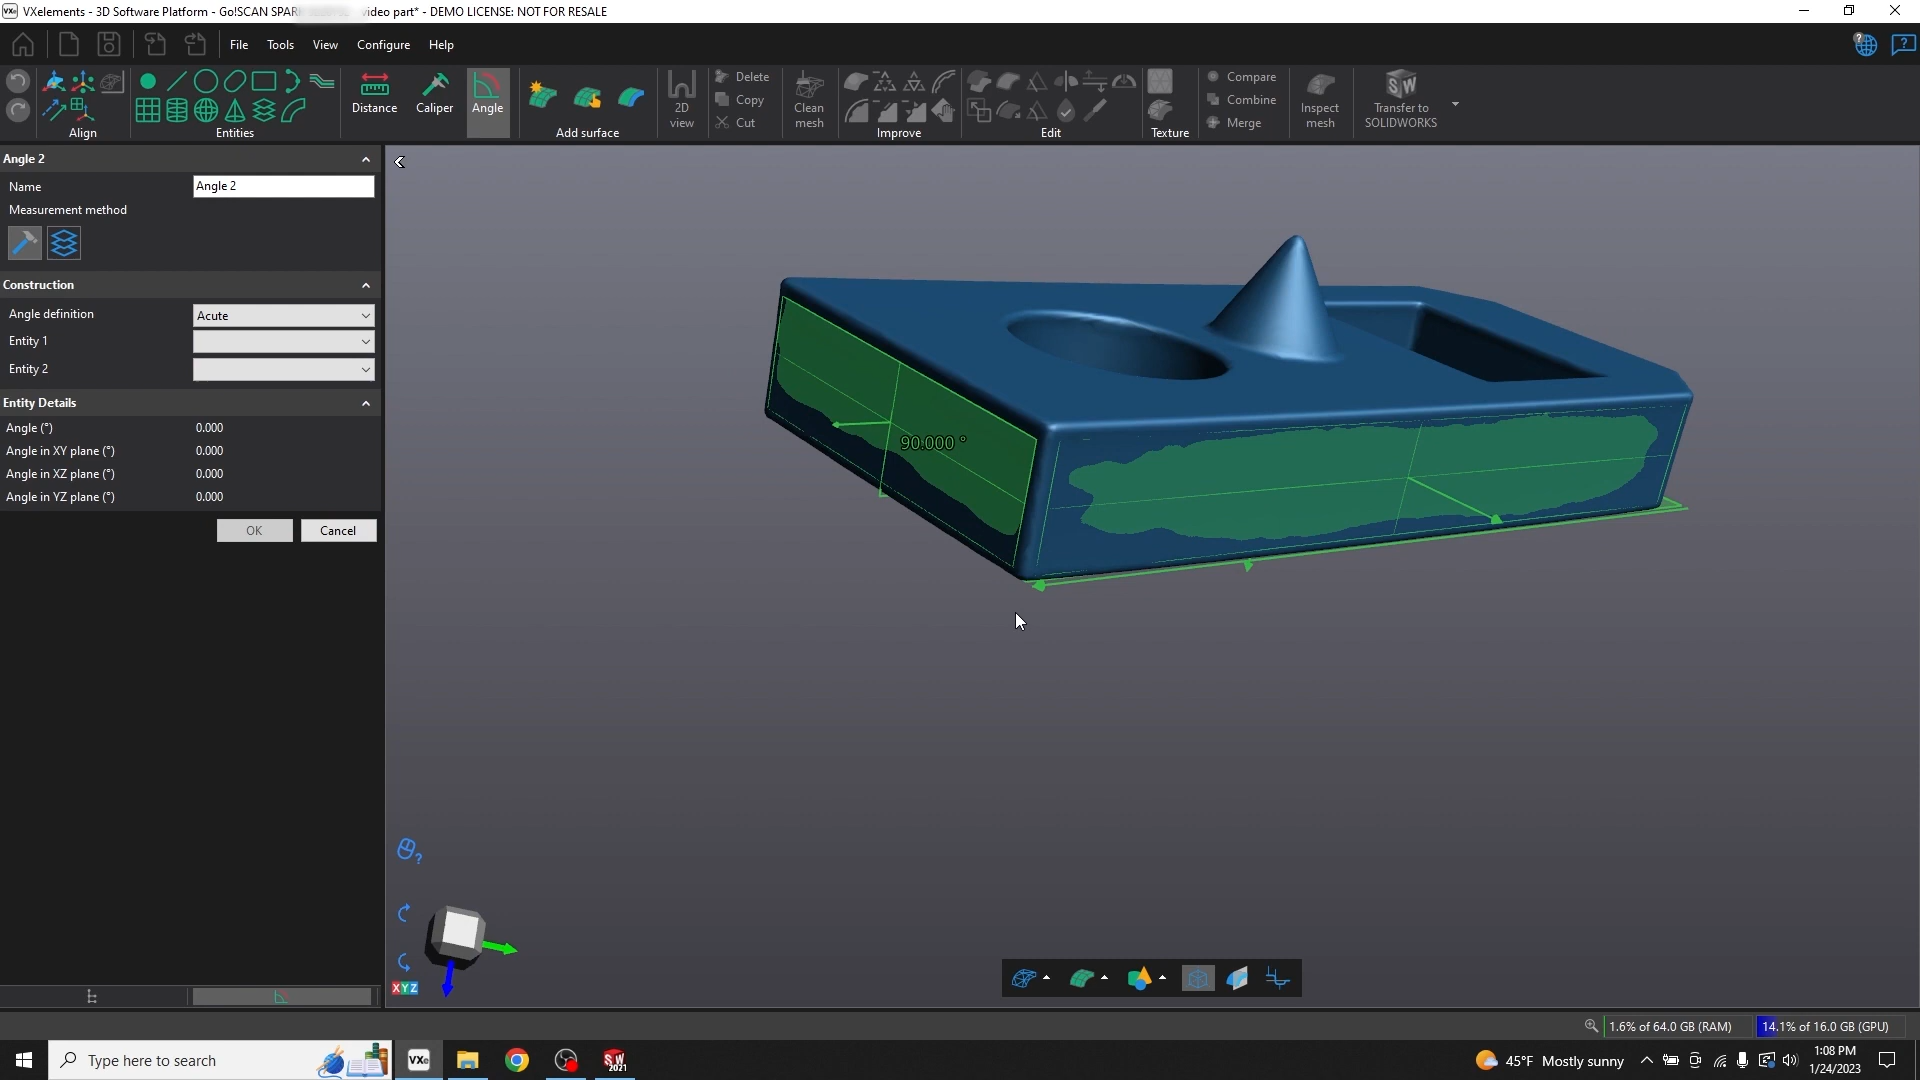 VXelements - 3D Software Platform - Go!SCAN SPARK video part* - DEMO LICENSE: NOT FOR RESALE
File Tools View Configure Help
Align
Entities
Distance
Caliper
Angle
Add surface
2D view
Delete
Copy
Cut
Clean mesh
Improve
Edit
Texture
Compare
Combine
Merge
Inspect mesh
Transfer to SOLIDWORKS
Angle 2
Name Angle 2
Measurement method
Construction
Angle definition Acute
Entity 1
Entity 2
Entity Details
Angle (°) 0.000
Angle in XY plane (°) 0.000
Angle in XZ plane (°) 0.000
Angle in YZ plane (°) 0.000
OK Cancel
90.000 °
XYZ
1.6% of 64.0 GB (RAM) 14.1% of 16.0 GB (GPU)
Type here to search
VXe
SW 2021
45°F Mostly sunny
1:08 PM
1/24/2023